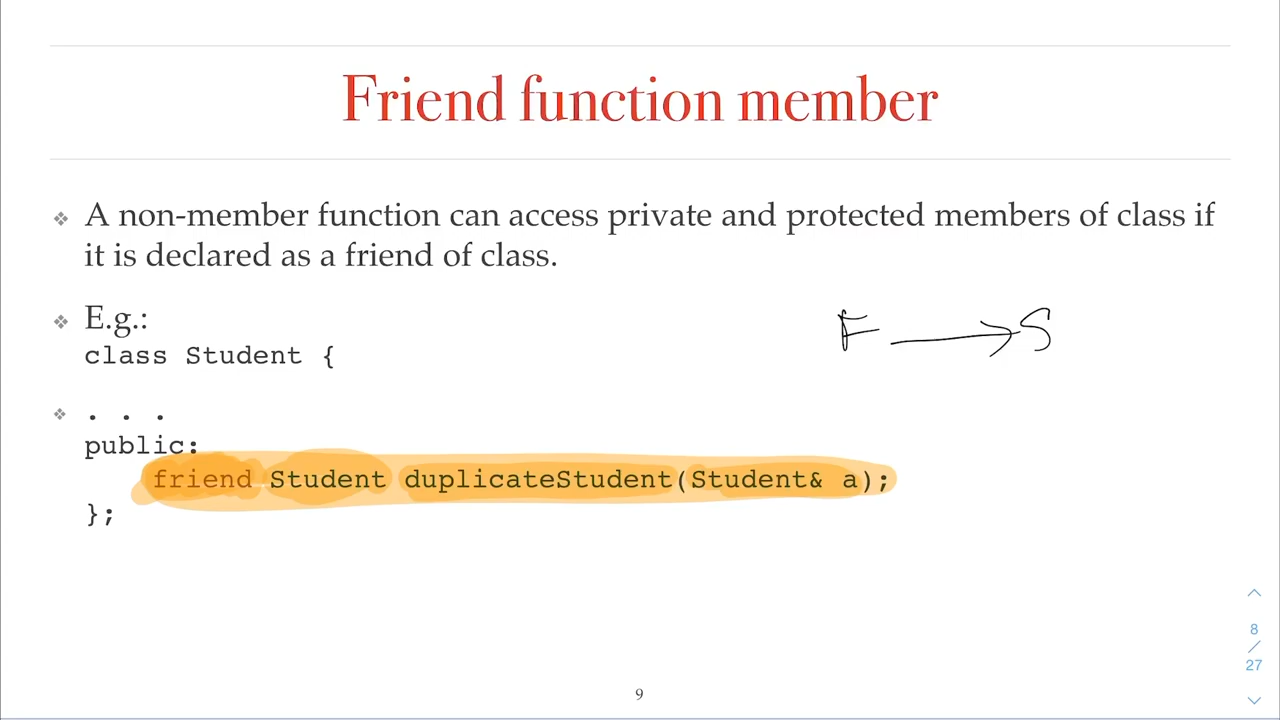 Friend function member
❖ A non-member function can access private and protected members of class if
it is declared as a friend of class.
❖ E.g.:
class Student {
F → S
❖ . . .
public:
friend Student duplicateStudent(Student& a);
};
8
/
27
9